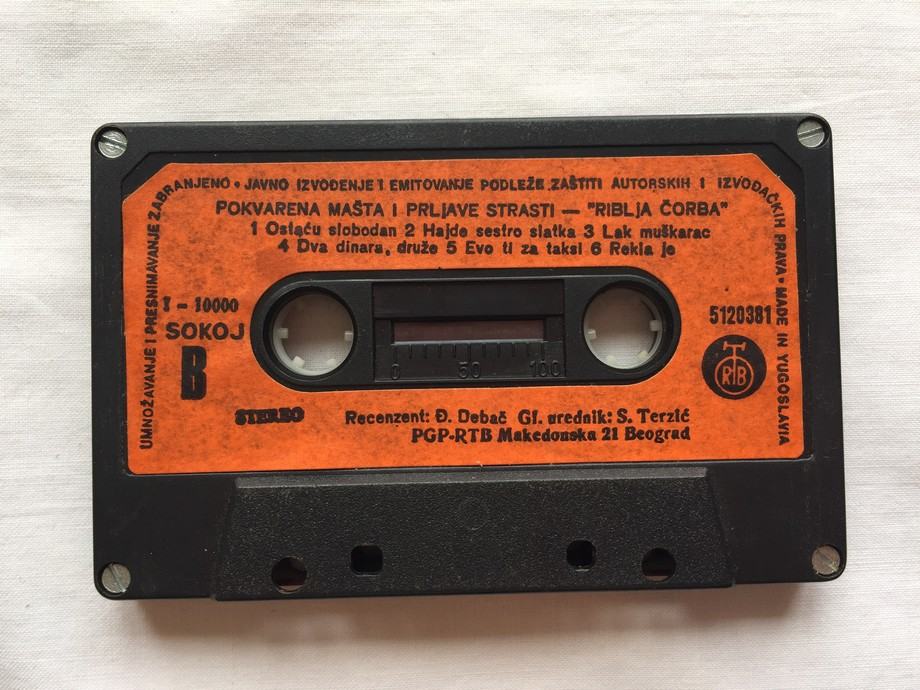 UMNOŽAVANJE I PRESNIMAVANJE ZABRANJENO • JAVNO IZVOĐENJE I EMITOVANJE PODLEŽE ZAŠTITI AUTORSKIH I IZVOĐAČKIH PRAVA • MADE IN YUGOSLAVIA
POKVARENA MAŠTA I PRLJAVE STRASTI — "RIBLJA ČORBA"
1 Ostaću slobodan 2 Hajde sestro slatka 3 Lak muškarac
4 Dva dinara, druže 5 Evo ti za taksi 6 Rekla je
I - 10000
SOKOJ
B
5120381
RTB
0 50 100
STEREO
Recenzent: Đ. Debač Gl. urednik: S. Terzić
PGP-RTB Makedonska 21 Beograd